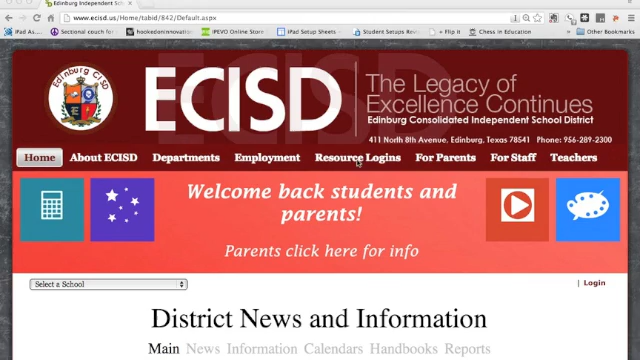 Edinburg Independent Sch
www.ecisd.us/Home/tabid/842/Default.aspx
iPad As... Sectional couch for hookedoninnovation IPEVO Online Store iPad Setup Sheets Student Setups Flip it Chess in Education Other Bookmarks
Edinburg CISD
ECISD
The Legacy of
Excellence Continues
Edinburg Consolidated Independent School District
411 North 8th Avenue, Edinburg, Texas 78541 Phone: 956-289-2300
Home About ECISD Departments Employment Resource Logins For Parents For Staff Teachers
Welcome back students and
parents!
Parents click here for info
Select a School
| Login
District News and Information
Main News Information Calendars Handbooks Reports